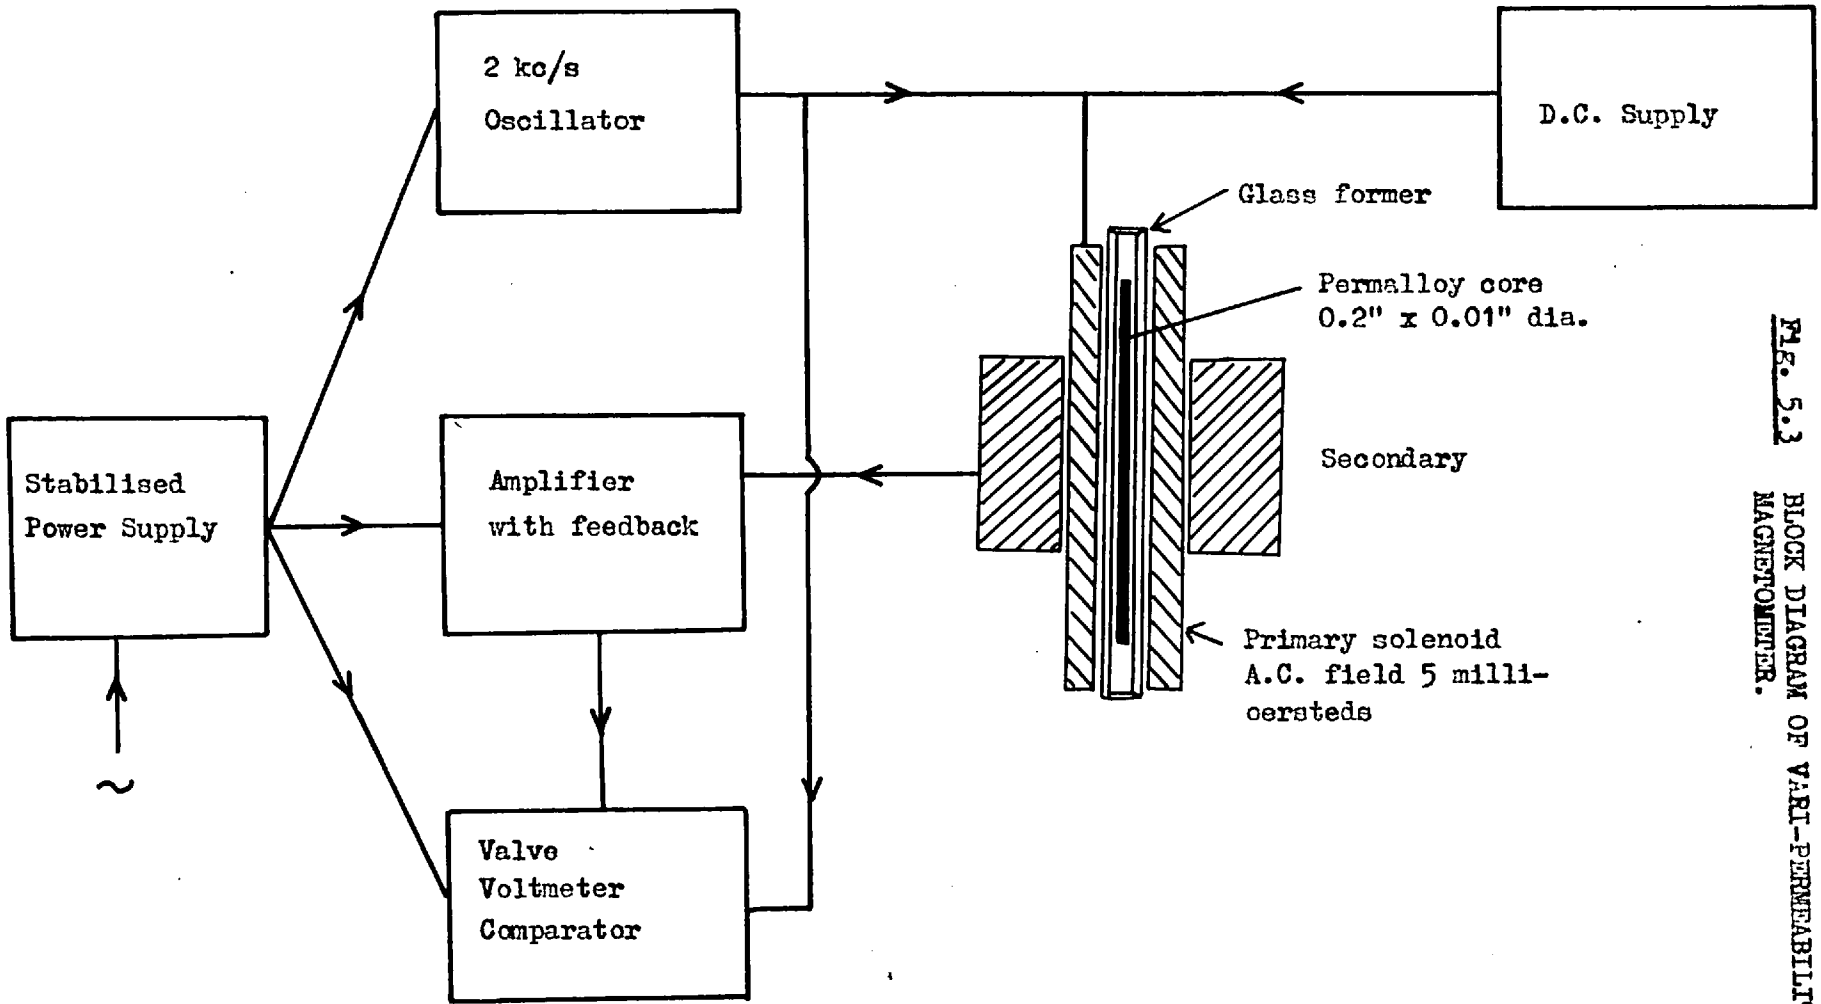 2 kc/s
Oscillator
D.C. Supply
Glass former
Permalloy core
0.2" x 0.01" dia.
Stabilised
Power Supply
Amplifier
with feedback
Secondary
Primary solenoid
A.C. field 5 milli-
oersteds
~
Valve
Voltmeter
Comparator
Fig. 5.3 BLOCK DIAGRAM OF VARI-PERMEABILIT
MAGNETOMETER.